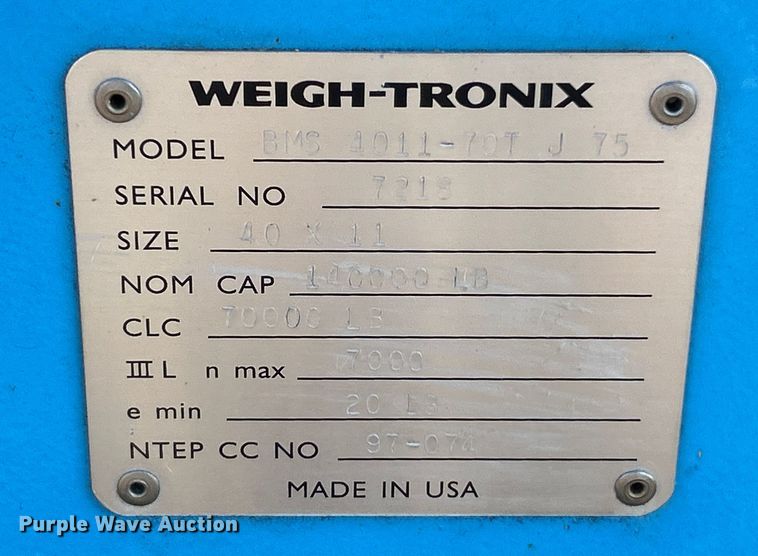 WEIGH-TRONIX
MODEL BMS 1011-70T J 75
SERIAL NO 7218
SIZE 40 X 11
NOM CAP 140000 LB
CLC 70000 LB
III L n max 7000
e min 20 LB
NTEP CC NO 97-074
MADE IN USA
Purple Wave Auction